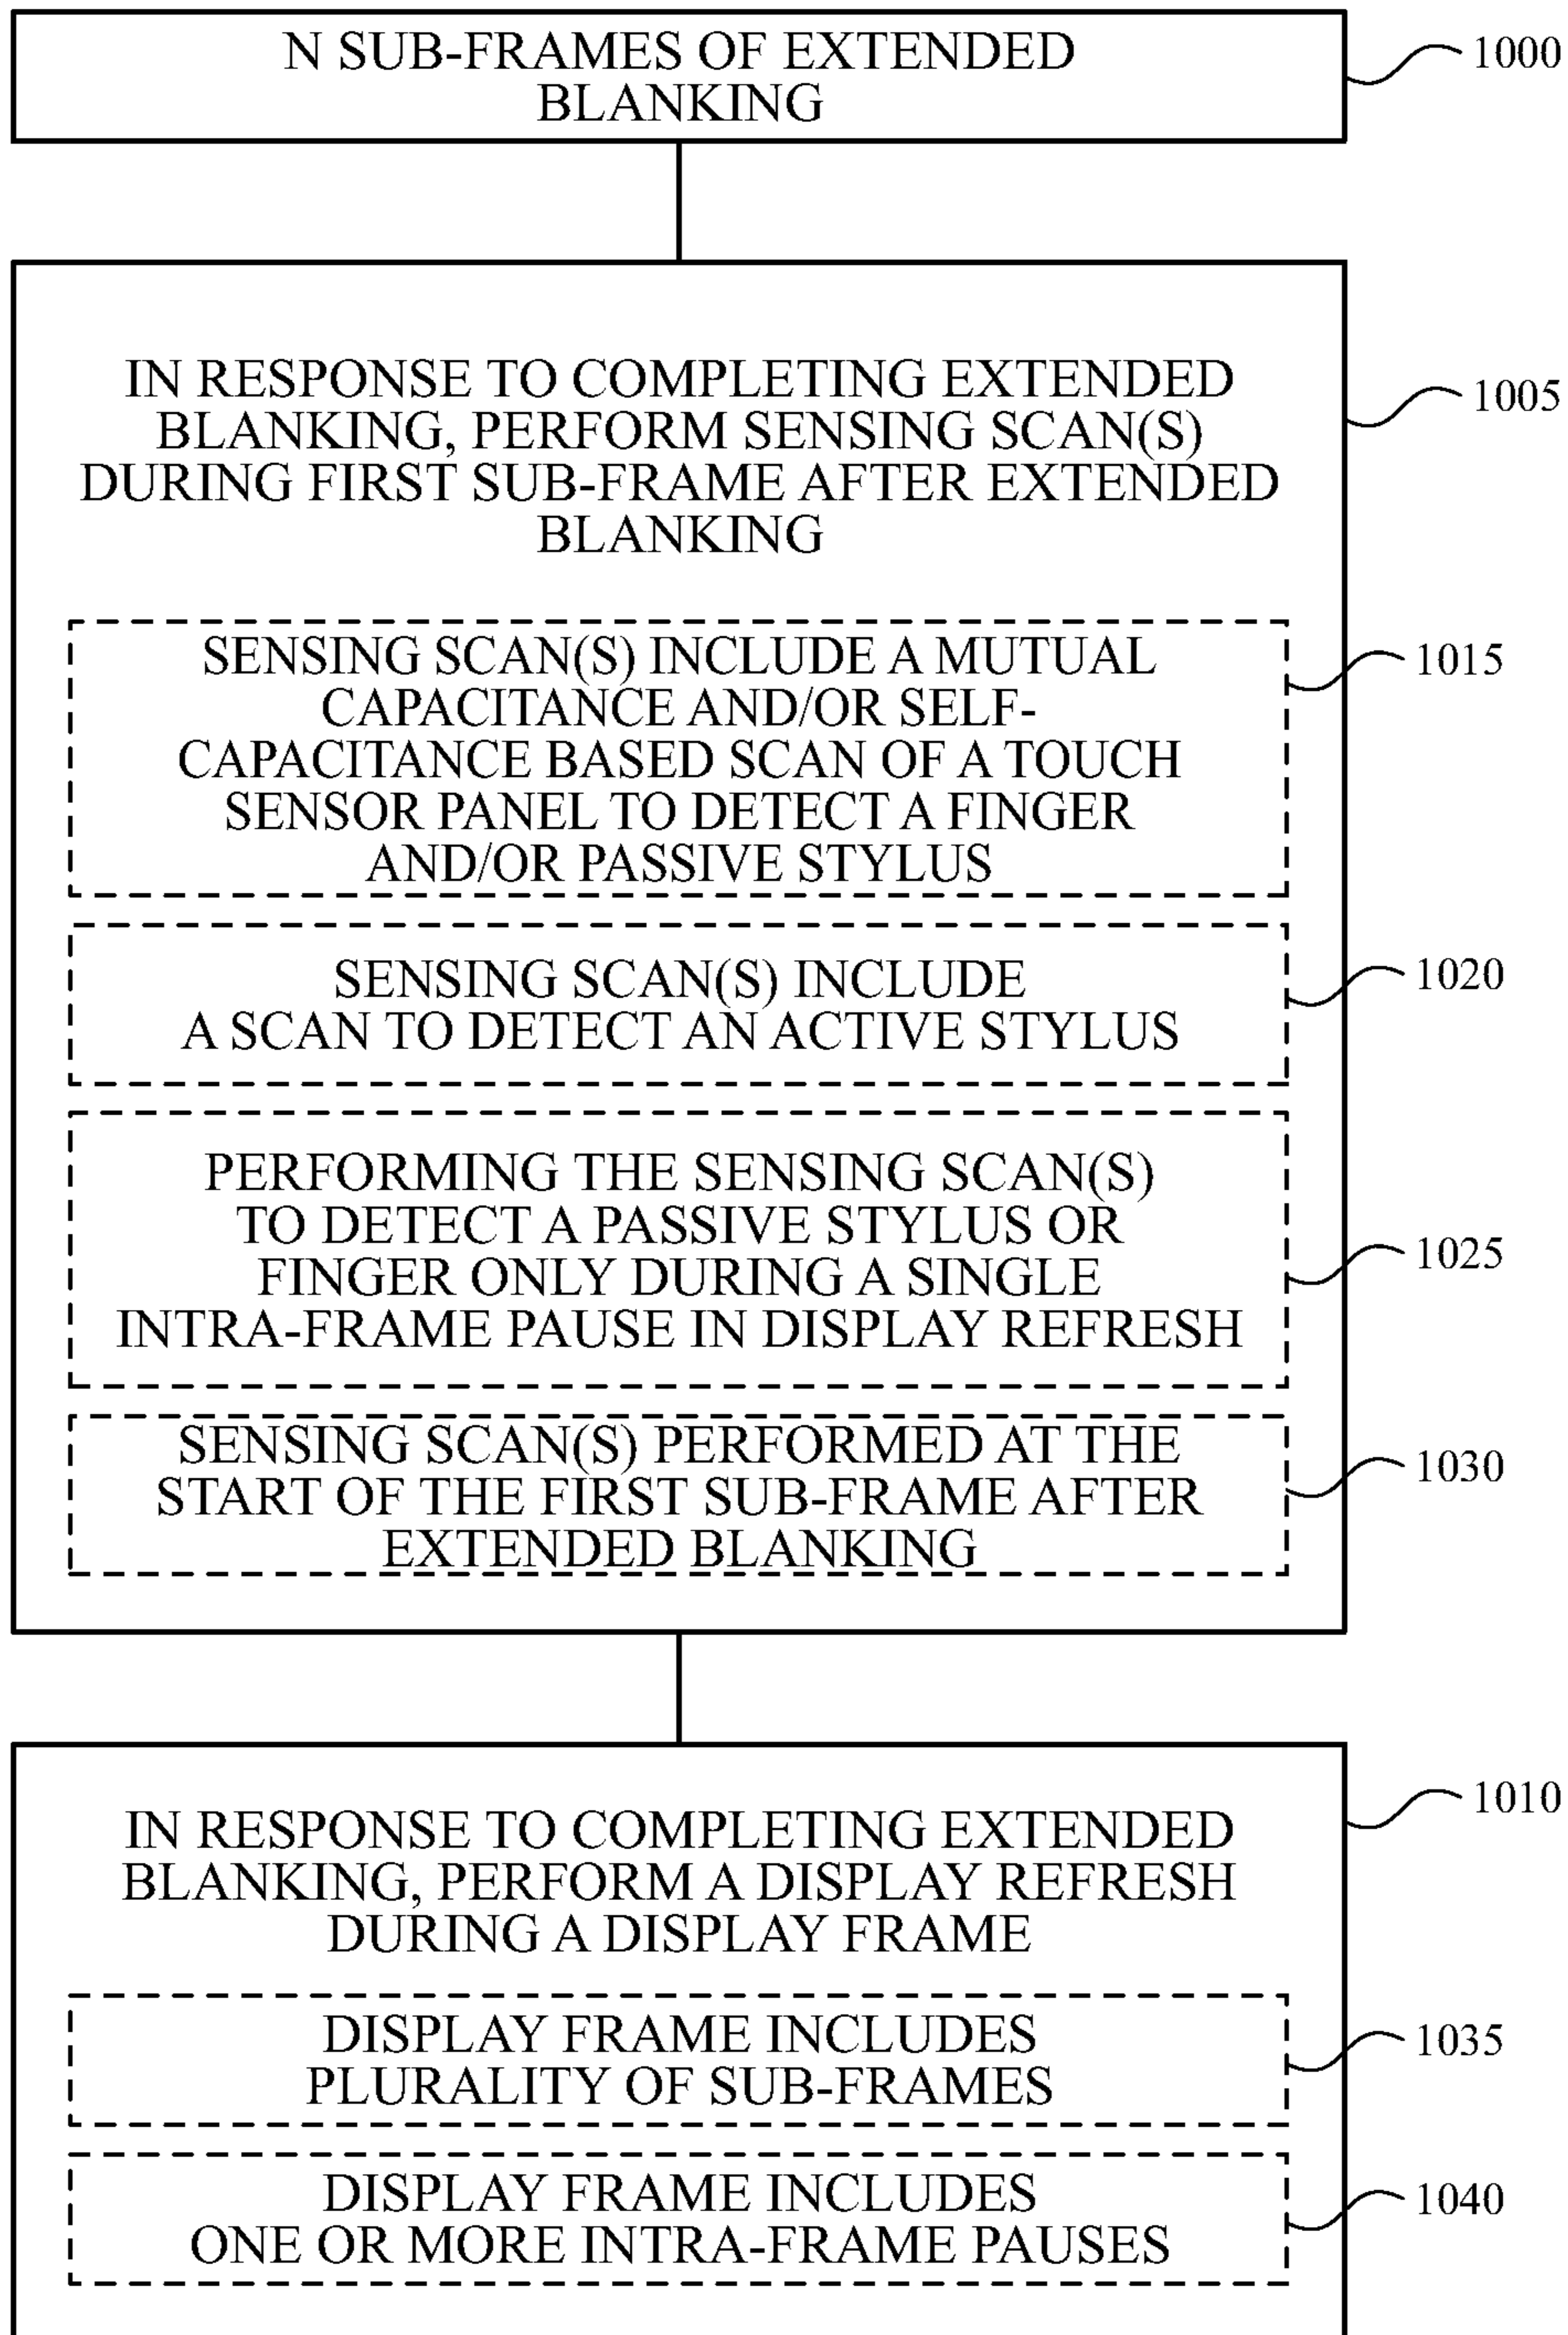 N SUB-FRAMES OF EXTENDED
BLANKING
1000
IN RESPONSE TO COMPLETING EXTENDED
BLANKING, PERFORM SENSING SCAN(S)
DURING FIRST SUB-FRAME AFTER EXTENDED
BLANKING
1005
SENSING SCAN(S) INCLUDE A MUTUAL
CAPACITANCE AND/OR SELF-
CAPACITANCE BASED SCAN OF A TOUCH
SENSOR PANEL TO DETECT A FINGER
AND/OR PASSIVE STYLUS
1015
SENSING SCAN(S) INCLUDE
A SCAN TO DETECT AN ACTIVE STYLUS
1020
PERFORMING THE SENSING SCAN(S)
TO DETECT A PASSIVE STYLUS OR
FINGER ONLY DURING A SINGLE
INTRA-FRAME PAUSE IN DISPLAY REFRESH
1025
SENSING SCAN(S) PERFORMED AT THE
START OF THE FIRST SUB-FRAME AFTER
EXTENDED BLANKING
1030
IN RESPONSE TO COMPLETING EXTENDED
BLANKING, PERFORM A DISPLAY REFRESH
DURING A DISPLAY FRAME
1010
DISPLAY FRAME INCLUDES
PLURALITY OF SUB-FRAMES
1035
DISPLAY FRAME INCLUDES
ONE OR MORE INTRA-FRAME PAUSES
1040